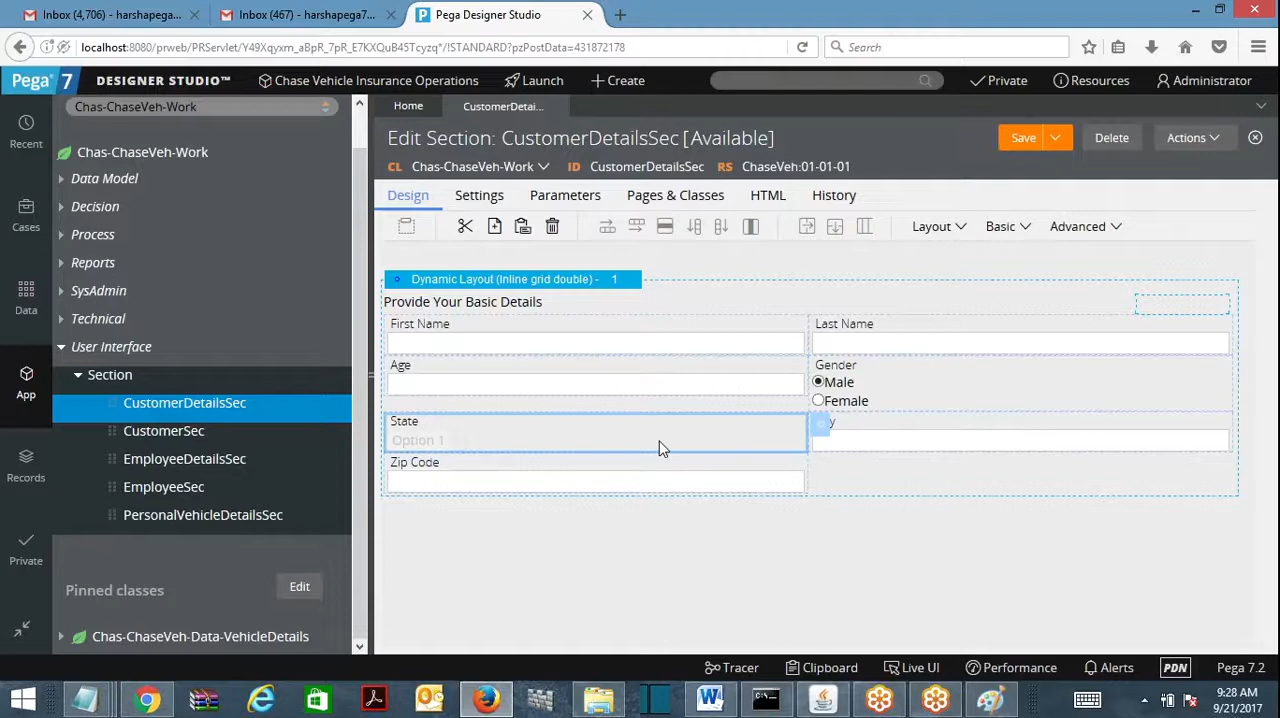 Inbox (4,706) - harshapega...
Inbox (467) - harshapega7...
Pega Designer Studio
localhost:8080/prweb/PRServlet/Y49Xqyxm_aBpR_7pR_E7KXQuB45Tcyzq*/!STANDARD?pzPostData=431872178
Search
Pega 7 DESIGNER STUDIO™ Chase Vehicle Insurance Operations Launch Create Private Resources Administrator
Chas-ChaseVeh-Work
Home CustomerDetai...
Recent
Cases
Data
App
Records
Private
Chas-ChaseVeh-Work
Data Model
Decision
Process
Reports
SysAdmin
Technical
User Interface
Section
CustomerDetailsSec
CustomerSec
EmployeeDetailsSec
EmployeeSec
PersonalVehicleDetailsSec
Pinned classes Edit
Chas-ChaseVeh-Data-VehicleDetails
Edit Section: CustomerDetailsSec [Available] Save Delete Actions
CL Chas-ChaseVeh-Work ID CustomerDetailsSec RS ChaseVeh:01-01-01
Design Settings Parameters Pages & Classes HTML History
Layout Basic Advanced
Dynamic Layout (Inline grid double) - 1
Provide Your Basic Details
First Name Last Name
Age Gender
Male
Female
State y
Option 1
Zip Code
Tracer Clipboard Live UI Performance Alerts PDN Pega 7.2
9:28 AM
9/21/2017